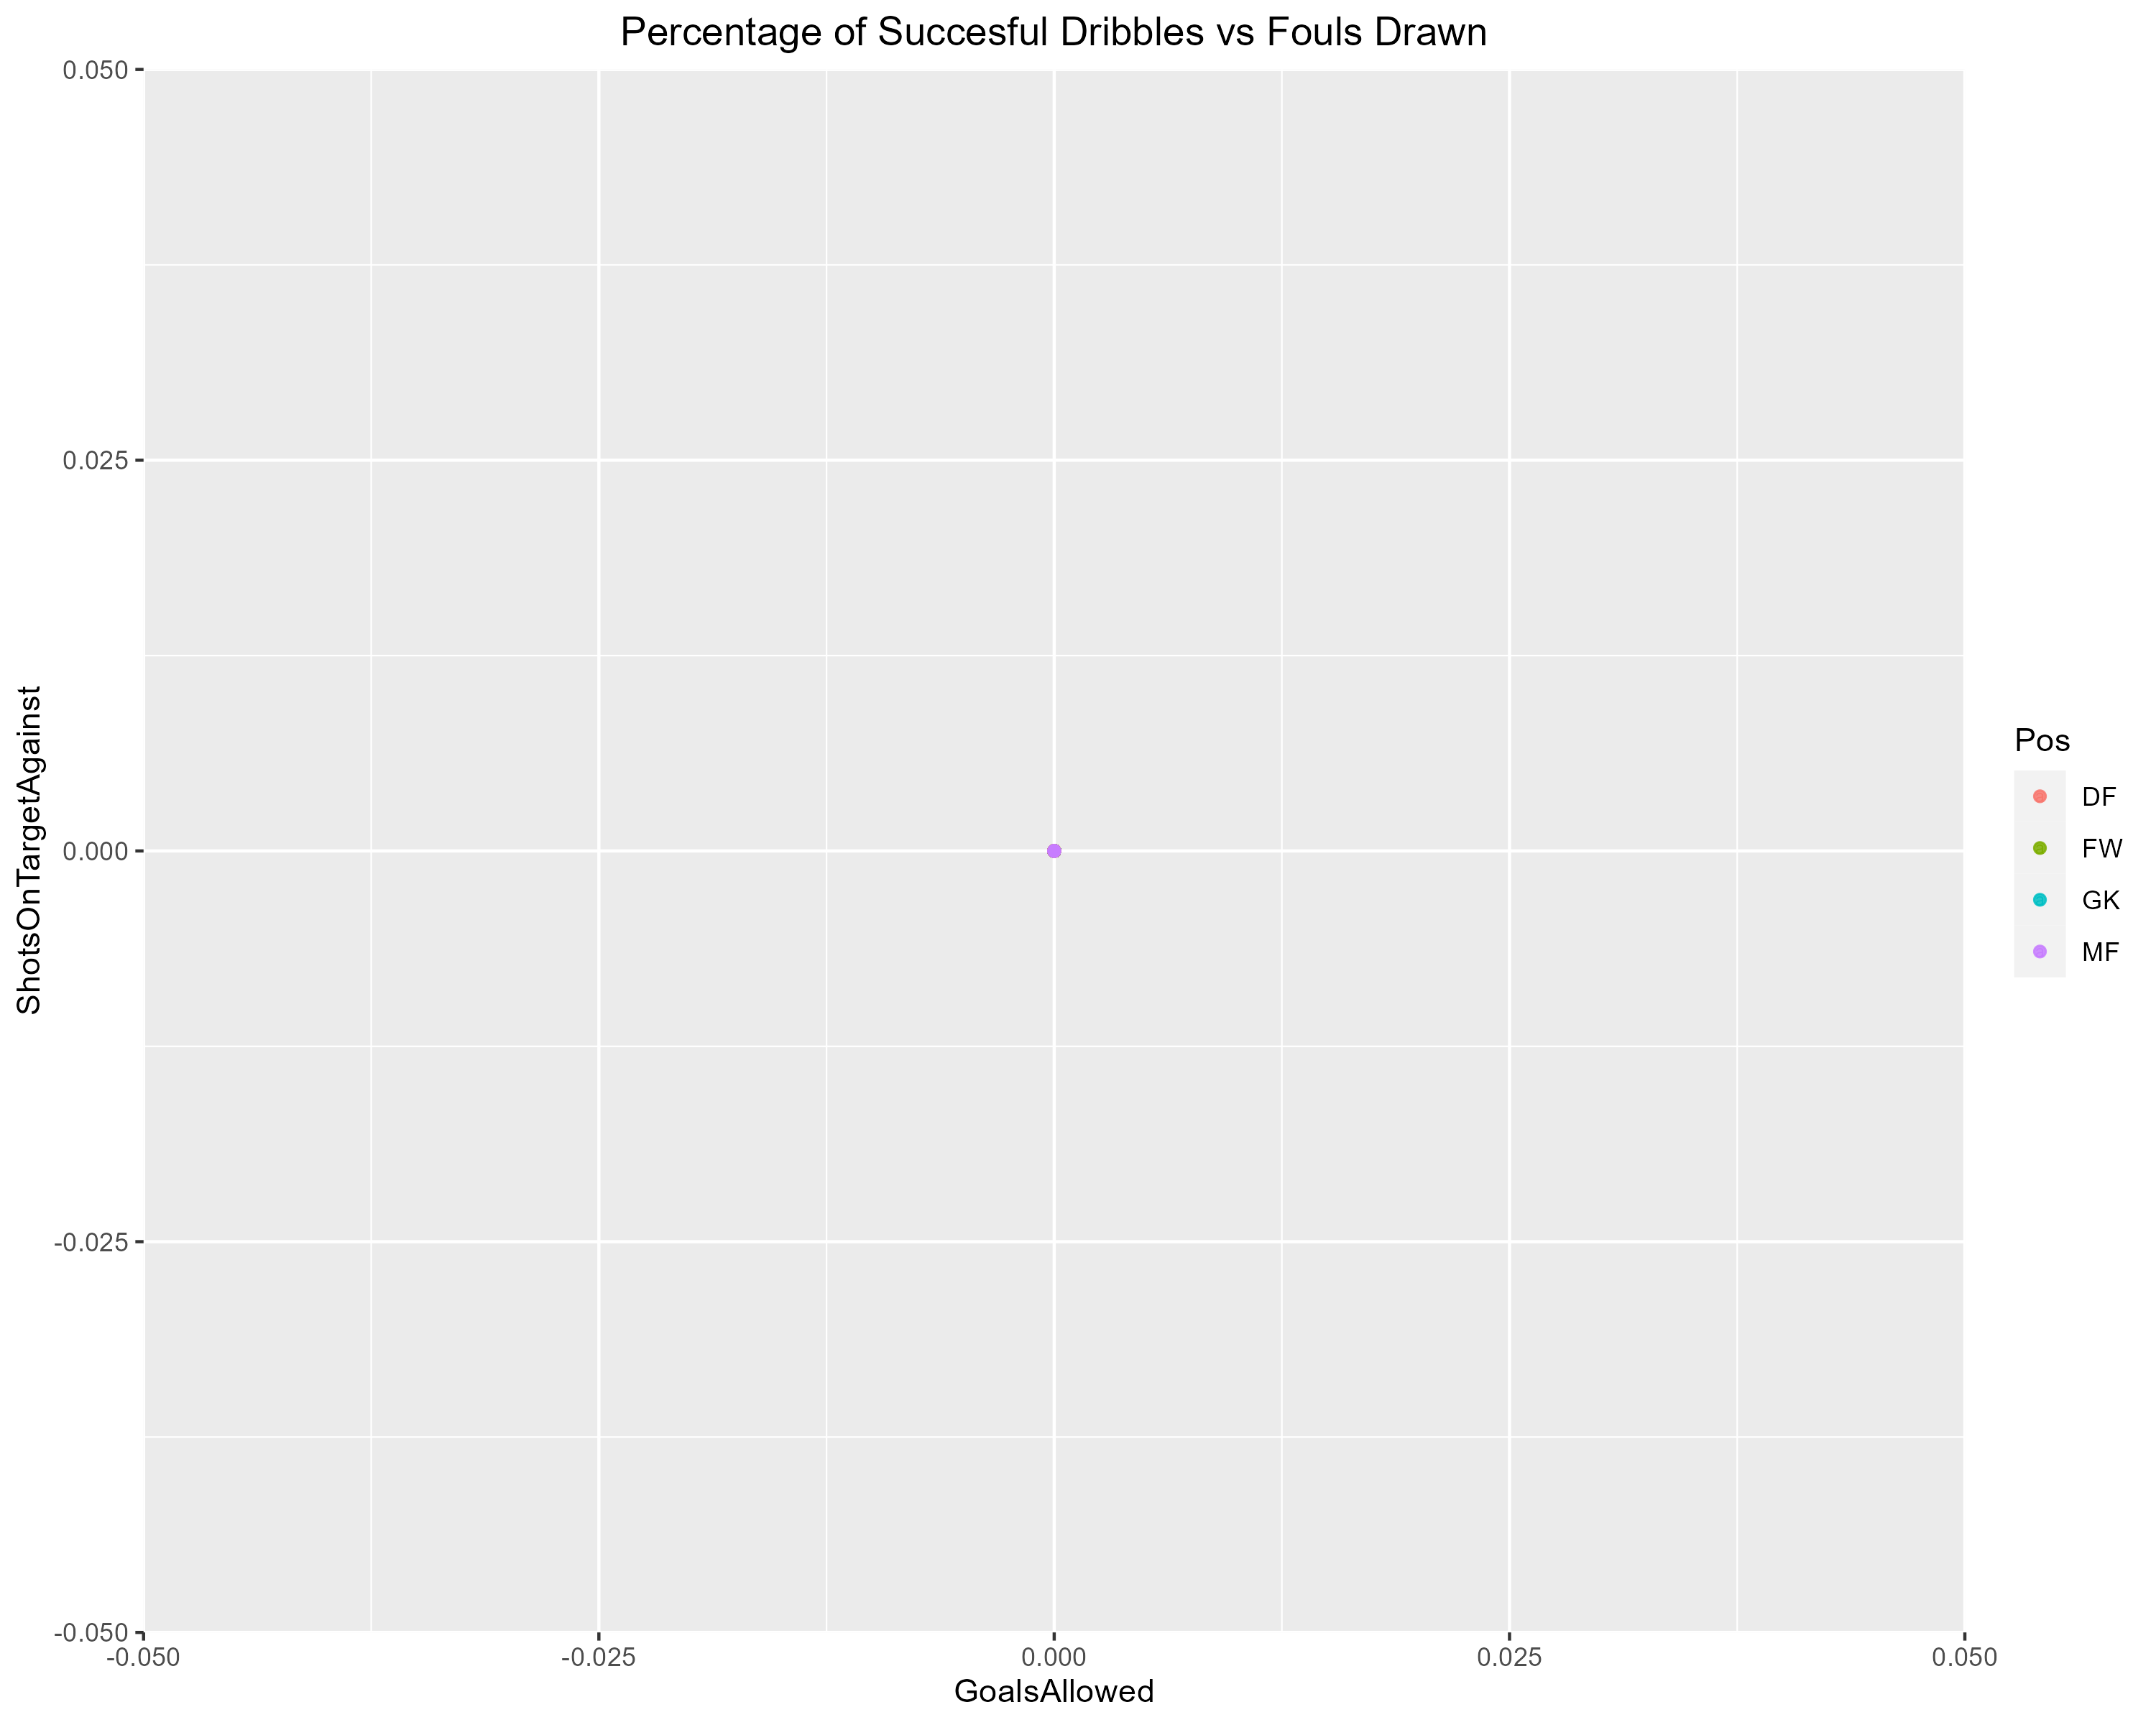 Percentage of Succesful Dribbles vs Fouls Drawn
0.050
0.025
0.000
-0.025
-0.050
ShotsOnTargetAgainst
-0.050 -0.025 0.000 0.025 0.050
GoalsAllowed
Pos
DF
FW
GK
MF